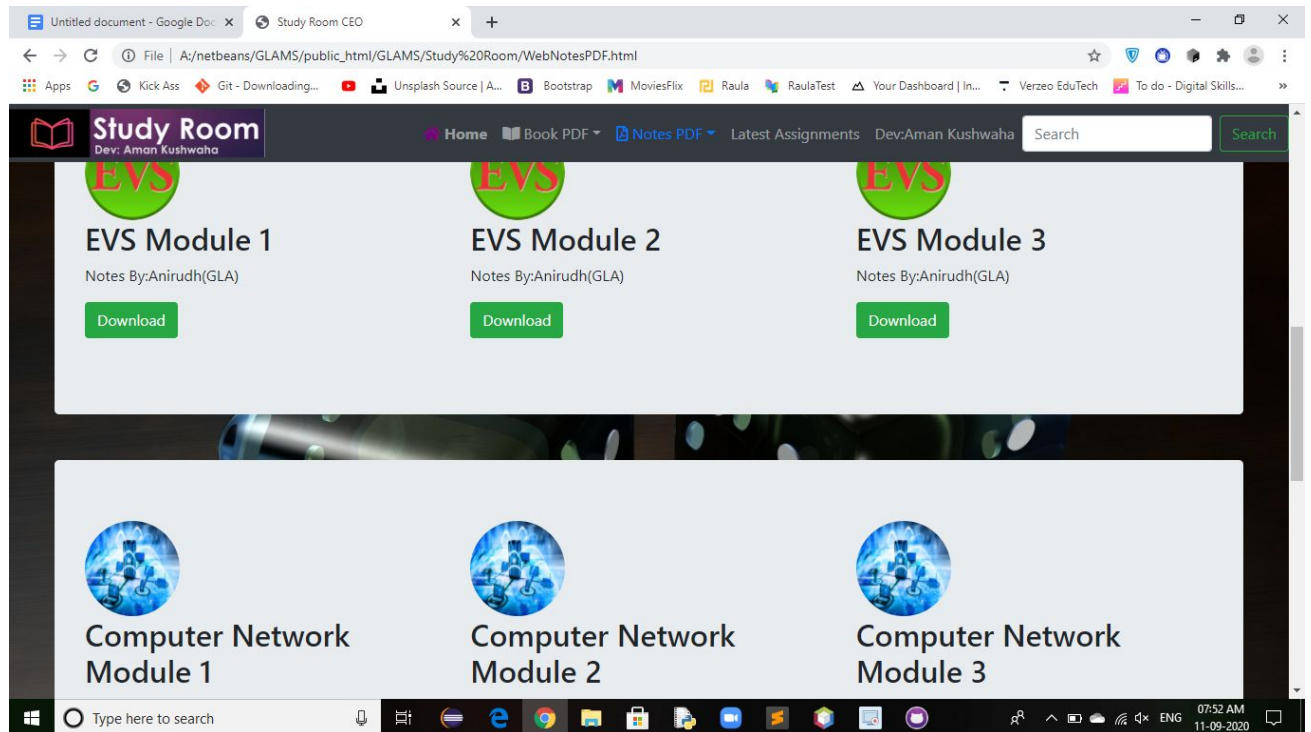 Untitled document - Google Doc
Study Room CEO
File | A:/netbeans/GLAMS/public_html/GLAMS/Study%20Room/WebNotesPDF.html
Apps Kick Ass Git - Downloading... Unsplash Source | A... B Bootstrap MoviesFlix Raula RaulaTest Your Dashboard | In... Verzeo EduTech To do - Digital Skills... »
Study Room
Dev: Aman Kushwaha
Home Book PDF Notes PDF Latest Assignments Dev:Aman Kushwaha Search Search
EVS EVS EVS
EVS Module 1 EVS Module 2 EVS Module 3
Notes By:Anirudh(GLA) Notes By:Anirudh(GLA) Notes By:Anirudh(GLA)
Download Download Download
Computer Network Computer Network Computer Network
Module 1 Module 2 Module 3
Type here to search
ENG
07:52 AM
11-09-2020